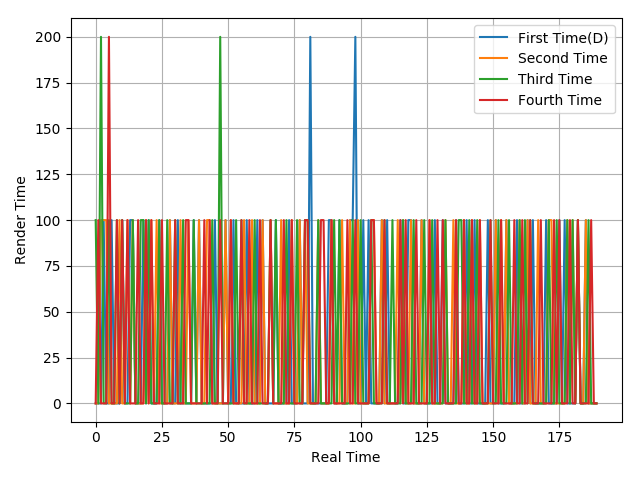 First Time(D)
Second Time
Third Time
Fourth Time
Render Time
200
175
150
125
100
75
50
25
0
0 25 50 75 100 125 150 175
Real Time